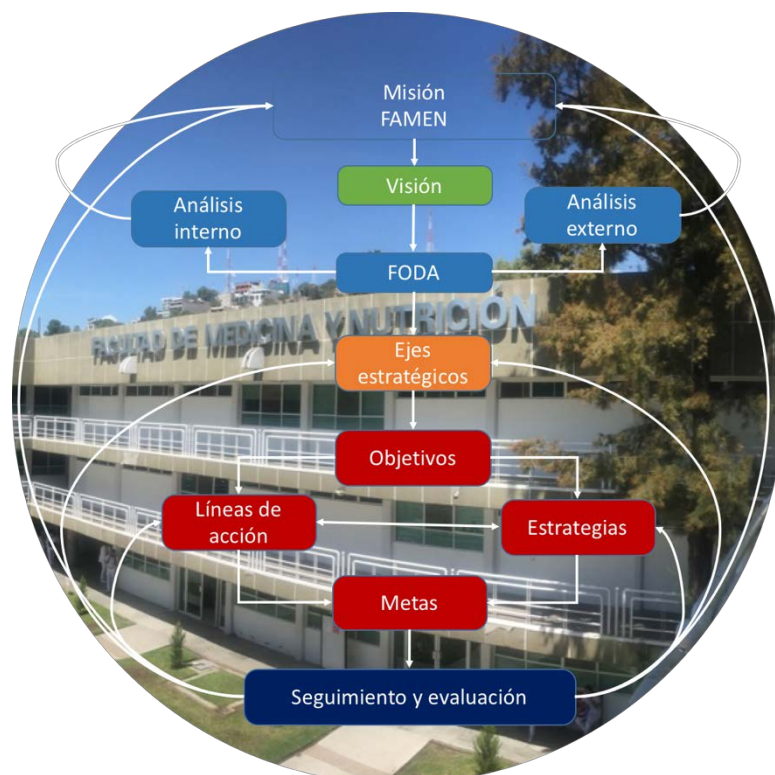 Misión
FAMEN
Visión
Análisis
interno
Análisis
externo
FODA
FACULTAD DE MEDICINA Y NUTRICIÓN
Ejes
estratégicos
Objetivos
Líneas de
acción
Estrategias
Metas
Seguimiento y evaluación